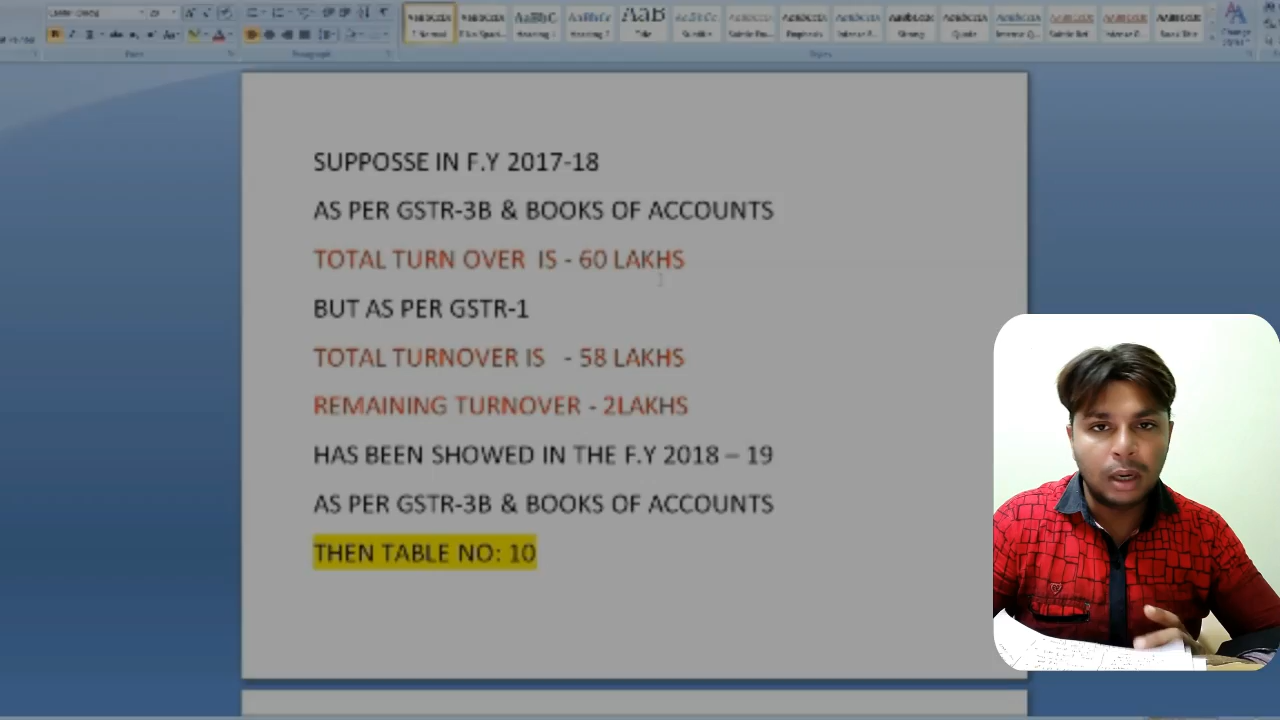 SUPPOSSE IN F.Y 2017-18
AS PER GSTR-3B & BOOKS OF ACCOUNTS
TOTAL TURN OVER IS - 60 LAKHS
BUT AS PER GSTR-1
TOTAL TURNOVER IS - 58 LAKHS
REMAINING TURNOVER - 2LAKHS
HAS BEEN SHOWED IN THE F.Y 2018 – 19
AS PER GSTR-3B & BOOKS OF ACCOUNTS
THEN TABLE NO: 10